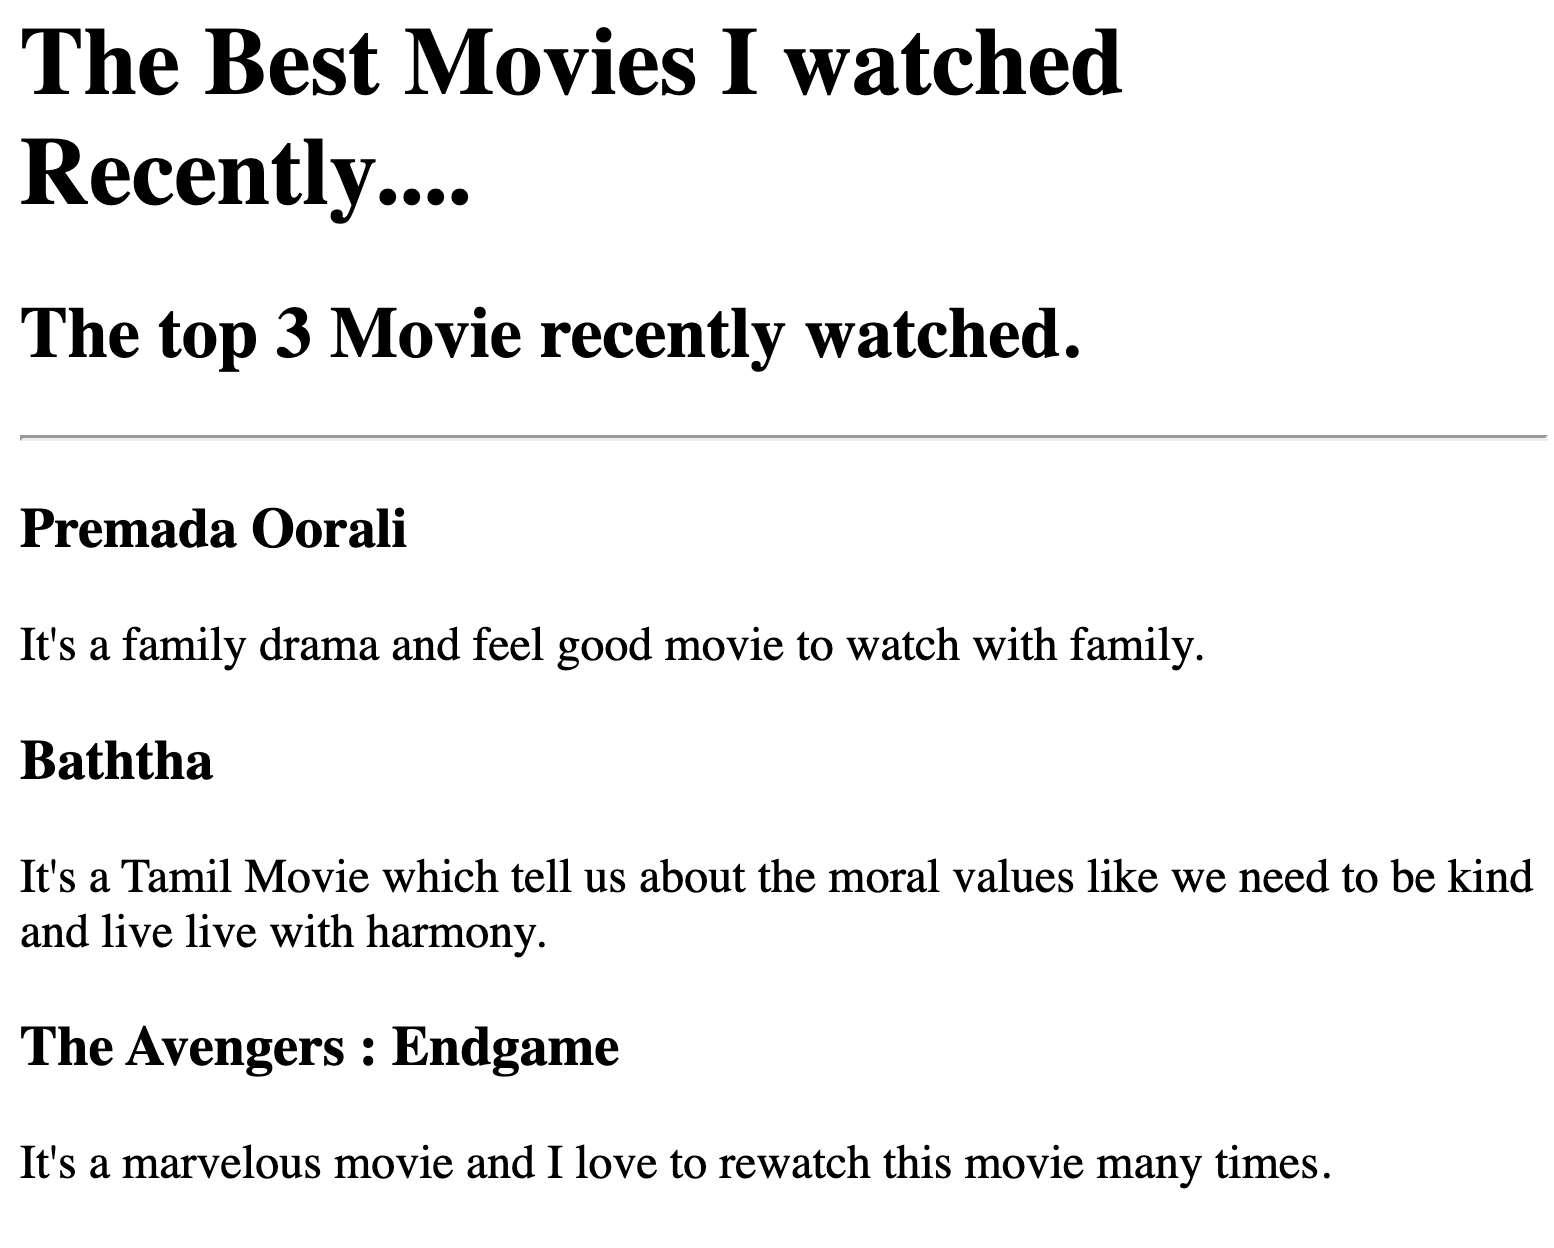 The Best Movies I watched
Recently....
The top 3 Movie recently watched.
Premada Oorali
It's a family drama and feel good movie to watch with family.
Baththa
It's a Tamil Movie which tell us about the moral values like we need to be kind
and live live with harmony.
The Avengers : Endgame
It's a marvelous movie and I love to rewatch this movie many times.